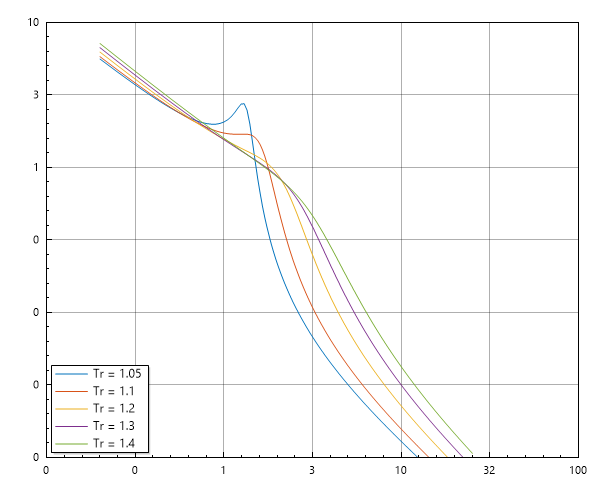 10
3
1
0
0
0
0
Tr = 1.05
Tr = 1.1
Tr = 1.2
Tr = 1.3
Tr = 1.4
0 0 1 3 10 32 100